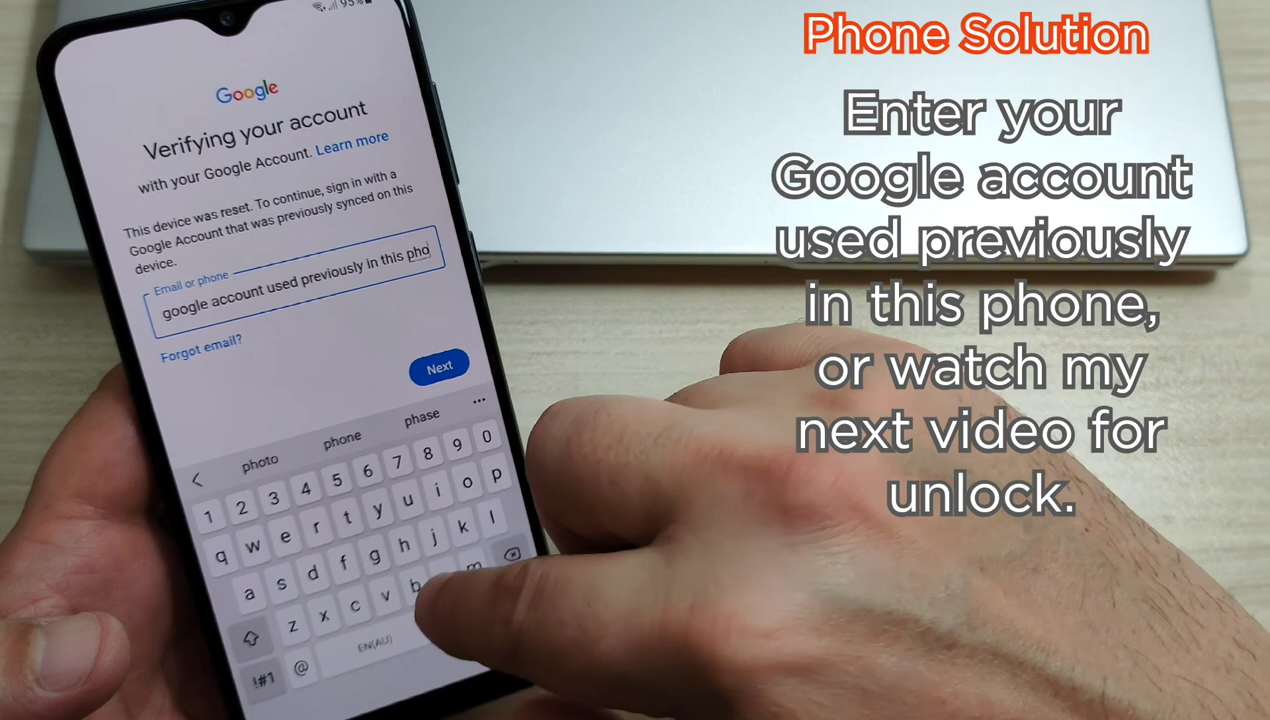 95%
Google
Verifying your account
with your Google Account. Learn more
This device was reset. To continue, sign in with a
Google Account that was previously synced on this
device.
Email or phone
google account used previously in this pho
Forgot email?
Next
photo phone phase
1 2 3 4 5 6 7 8 9 0
q w e r t y u i o p
a s d f g h j k l
z x c v b m
!#1 @ EN(AU)
Phone Solution
Enter your
Google account
used previously
in this phone,
or watch my
next video for
unlock.